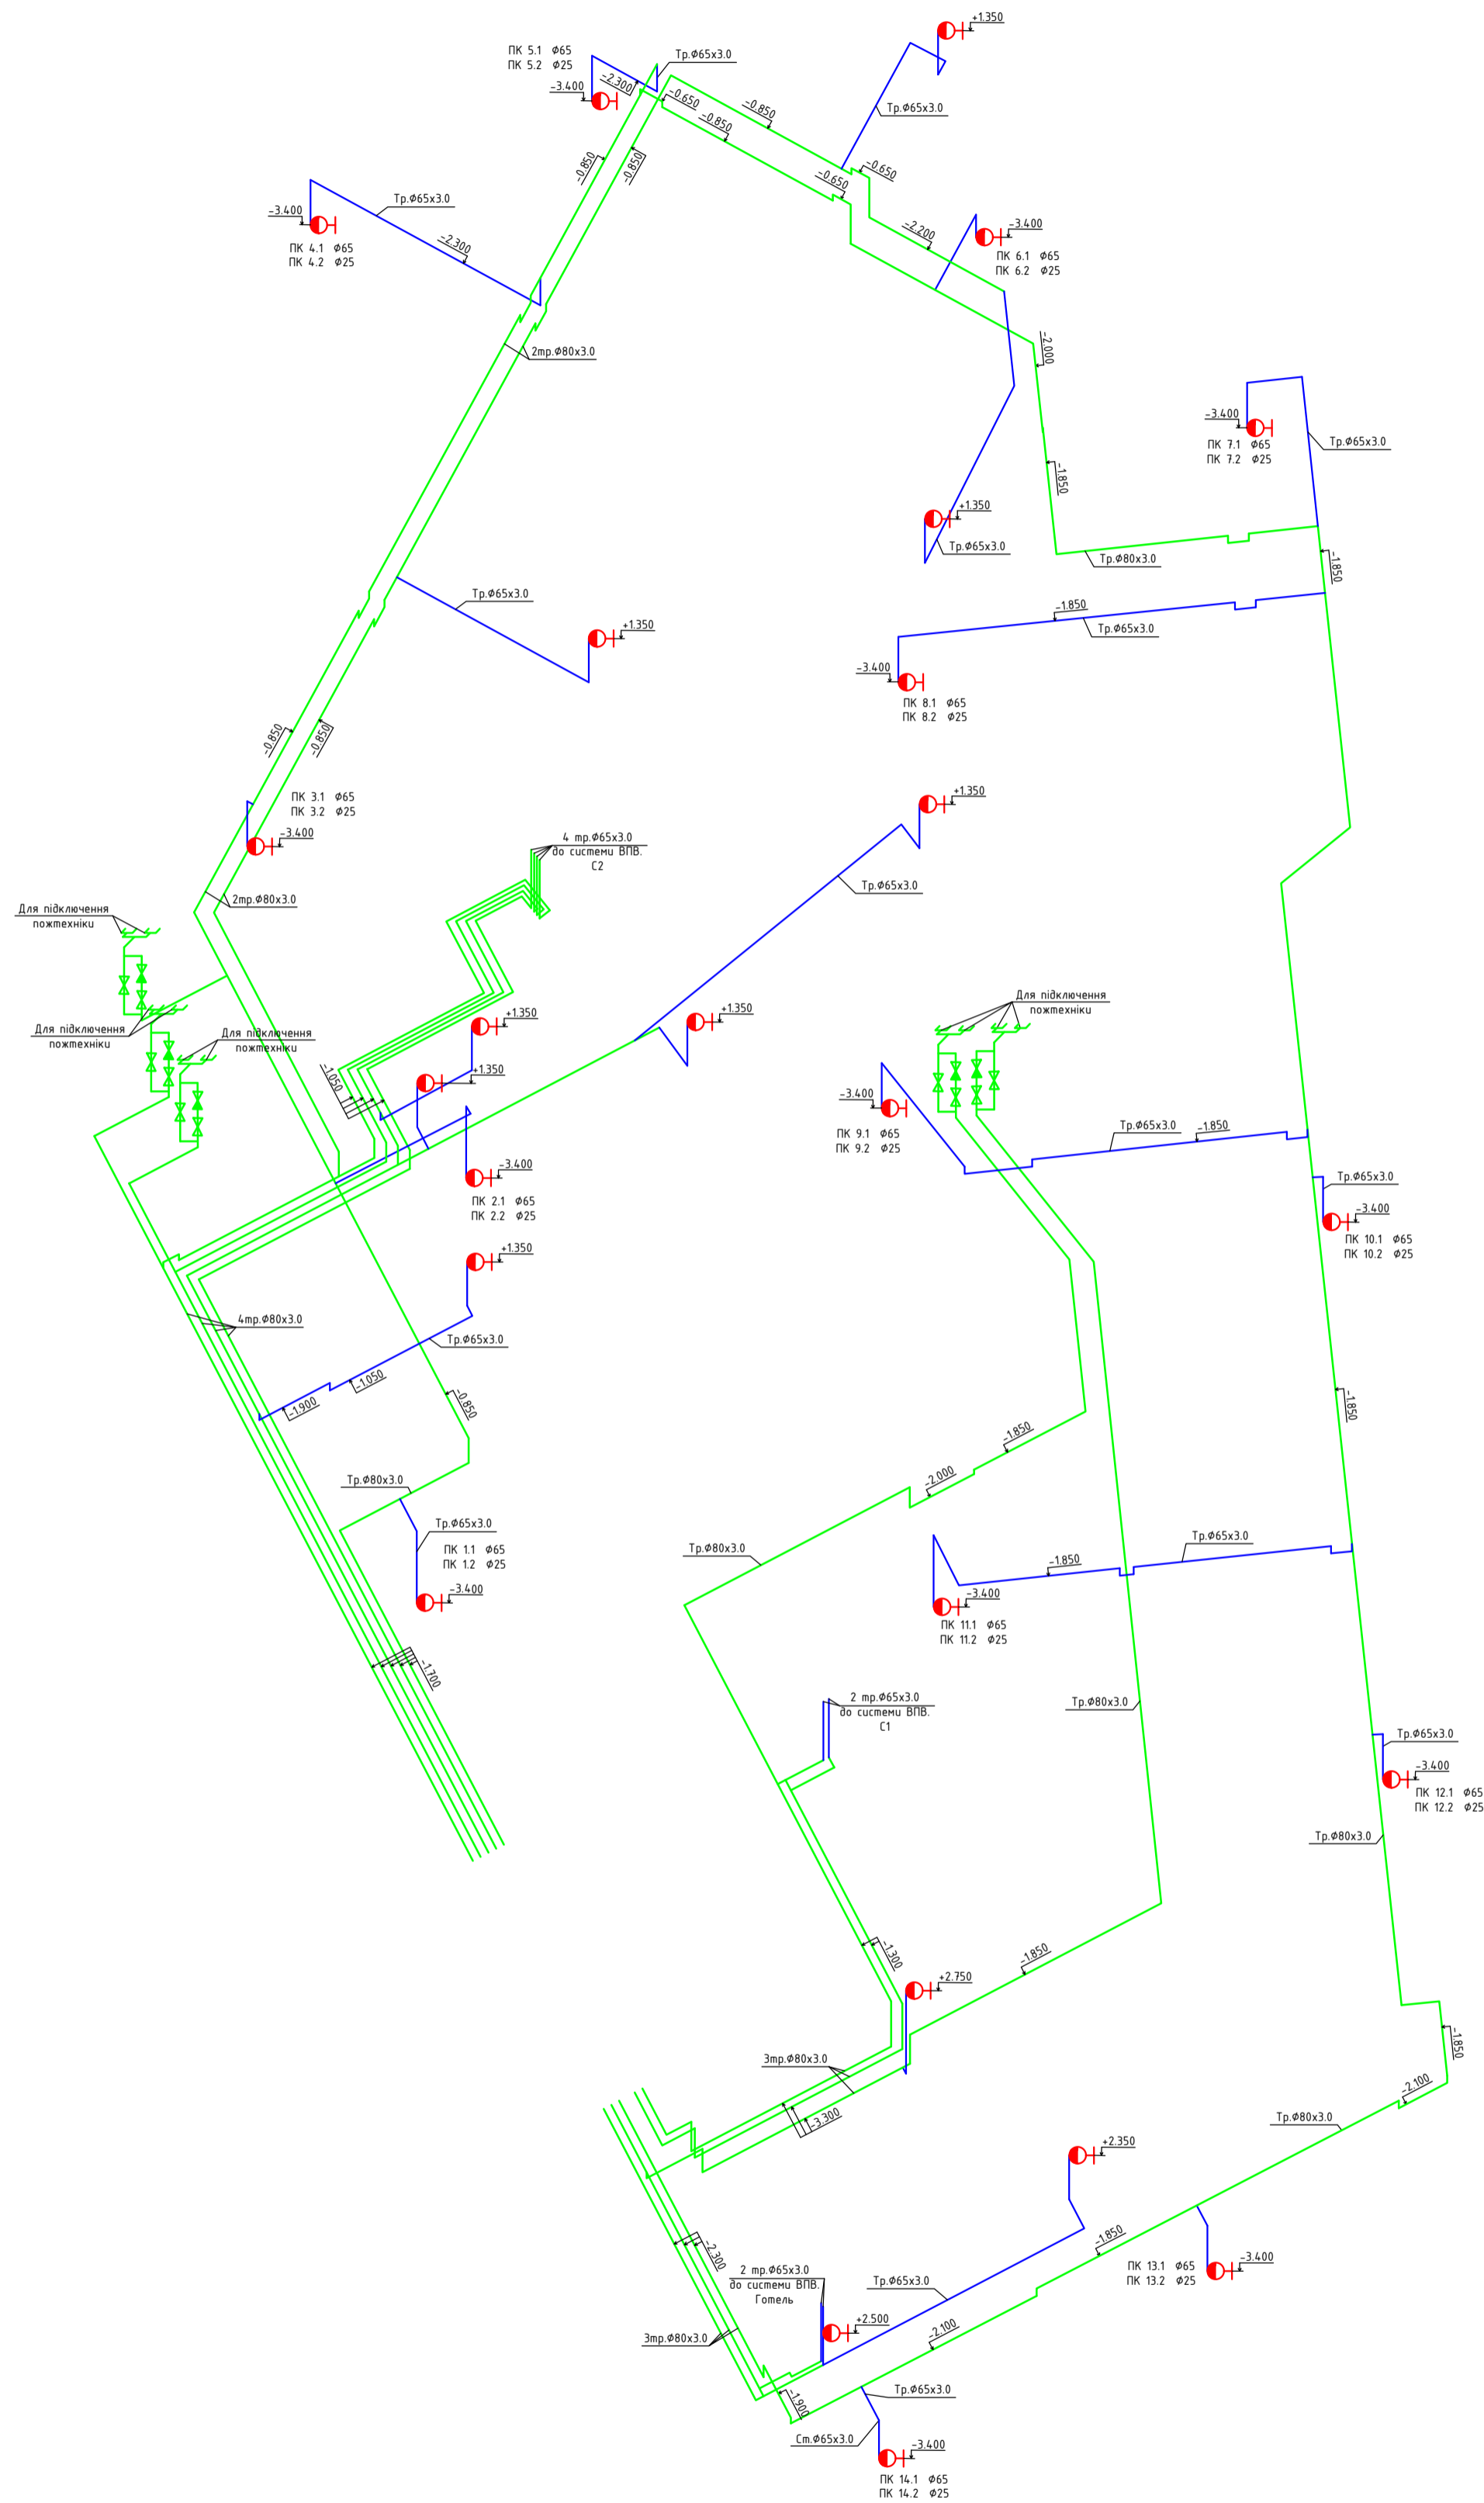 +1.350
ПК 5.1 Ф65
ПК 5.2 Ф25
Тр.Ф65х3.0
-2.300
-3.400
-0.650
-0.850
-0.850
Тр.Ф65х3.0
-0.850
-0.850
-0.650
-0.650
Тр.Ф65х3.0
-3.400
ПК 4.1 Ф65
ПК 4.2 Ф25
-2.300
-2.200
-3.400
ПК 6.1 Ф65
ПК 6.2 Ф25
2тр.Ф80х3.0
-2.000
-3.400
ПК 7.1 Ф65
ПК 7.2 Ф25
Тр.Ф65х3.0
-1.850
+1.350
Тр.Ф65х3.0
Тр.Ф80х3.0
-1.850
Тр.Ф65х3.0
+1.350
-1.850
Тр.Ф65х3.0
-3.400
ПК 8.1 Ф65
ПК 8.2 Ф25
-0.850
-0.850
ПК 3.1 Ф65
ПК 3.2 Ф25
-3.400
+1.350
4 тр.Ф65х3.0
до системи ВПВ.
С2
Тр.Ф65х3.0
2тр.Ф80х3.0
Для підключення
пожтехніки
Для підключення
пожтехніки
Для підключення
пожтехніки
Для підключення
пожтехніки
+1.350
+1.350
+1.350
-1.050
-3.400
ПК 9.1 Ф65
ПК 9.2 Ф25
Тр.Ф65х3.0
-1.850
-3.400
ПК 2.1 Ф65
ПК 2.2 Ф25
Тр.Ф65х3.0
-3.400
ПК 10.1 Ф65
ПК 10.2 Ф25
+1.350
4тр.Ф80х3.0
Тр.Ф65х3.0
-1.050
-1.900
-0.850
-1.850
-1.850
-2.000
Тр.Ф80х3.0
Тр.Ф65х3.0
ПК 1.1 Ф65
ПК 1.2 Ф25
-3.400
Тр.Ф80х3.0
-1.850
Тр.Ф65х3.0
-3.400
ПК 11.1 Ф65
ПК 11.2 Ф25
-1.700
2 тр.Ф65х3.0
до системи ВПВ.
С1
Тр.Ф80х3.0
Тр.Ф65х3.0
-3.400
ПК 12.1 Ф65
ПК 12.2 Ф25
Тр.Ф80х3.0
-1.300
-1.850
+2.750
-1.850
3тр.Ф80х3.0
-2.100
-3.300
Тр.Ф80х3.0
+2.350
-2.300
-1.850
-3.400
ПК 13.1 Ф65
ПК 13.2 Ф25
2 тр.Ф65х3.0
до системи ВПВ.
Готель
Тр.Ф65х3.0
+2.500
-2.100
3тр.Ф80х3.0
-1.900
Тр.Ф65х3.0
Ст.Ф65х3.0
-3.400
ПК 14.1 Ф65
ПК 14.2 Ф25